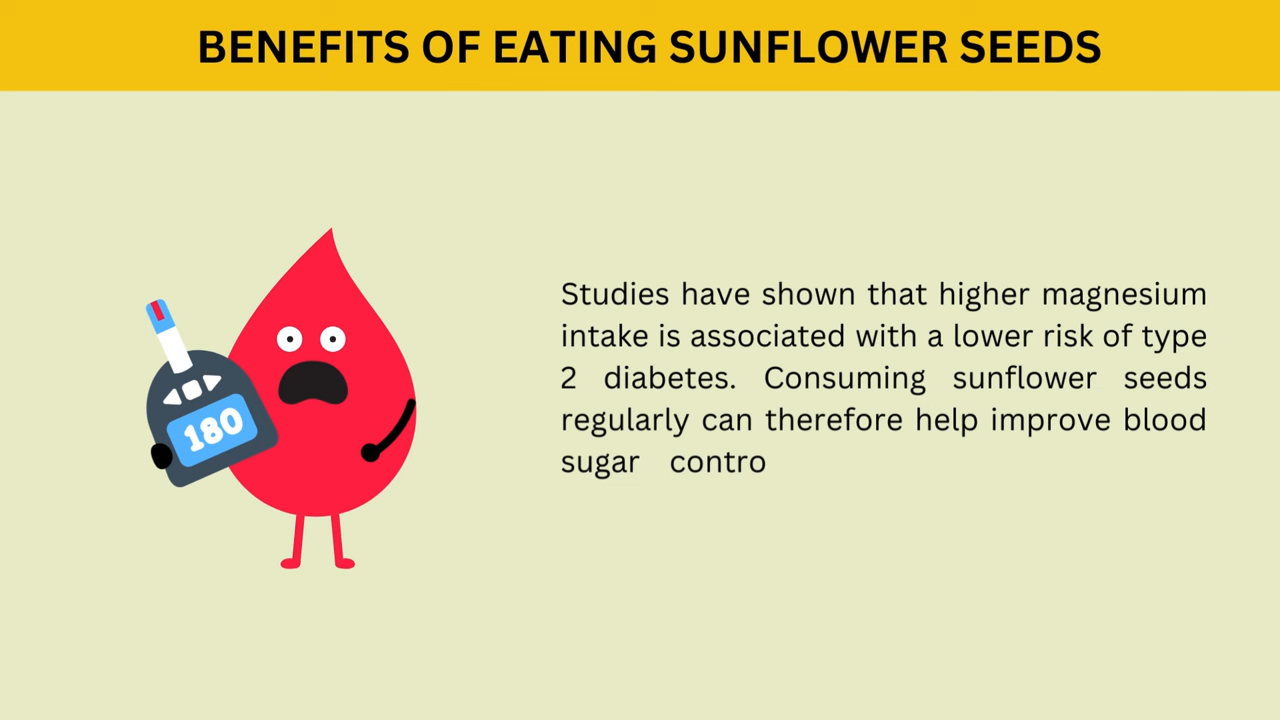 BENEFITS OF EATING SUNFLOWER SEEDS
180
Studies have shown that higher magnesium
intake is associated with a lower risk of type
2 diabetes. Consuming sunflower seeds
regularly can therefore help improve blood
sugar contro